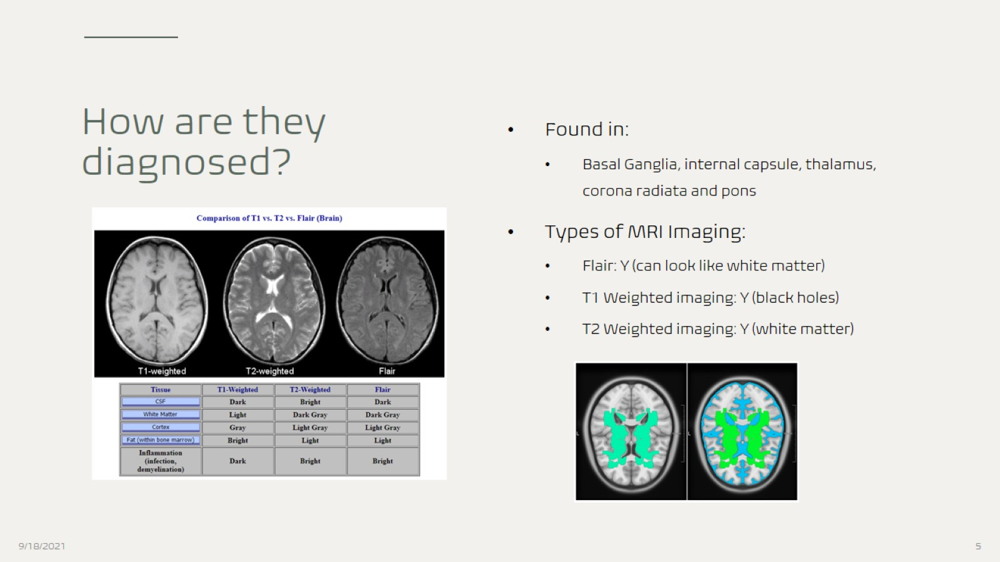 How are they
diagnosed?
Comparison of T1 vs. T2 vs. Flair (Brain)
T1-weighted T2-weighted Flair
Tissue T1-Weighted T2-Weighted Flair
CSF Dark Bright Dark
White Matter Light Dark Gray Dark Gray
Cortex Gray Light Gray Light Gray
Fat (within bone marrow) Bright Light Light
Inflammation
(infection,
demyelination) Dark Bright Bright
• Found in:
• Basal Ganglia, internal capsule, thalamus,
corona radiata and pons
• Types of MRI Imaging:
• Flair: Y (can look like white matter)
• T1 Weighted imaging: Y (black holes)
• T2 Weighted imaging: Y (white matter)
L L
9/18/2021
5